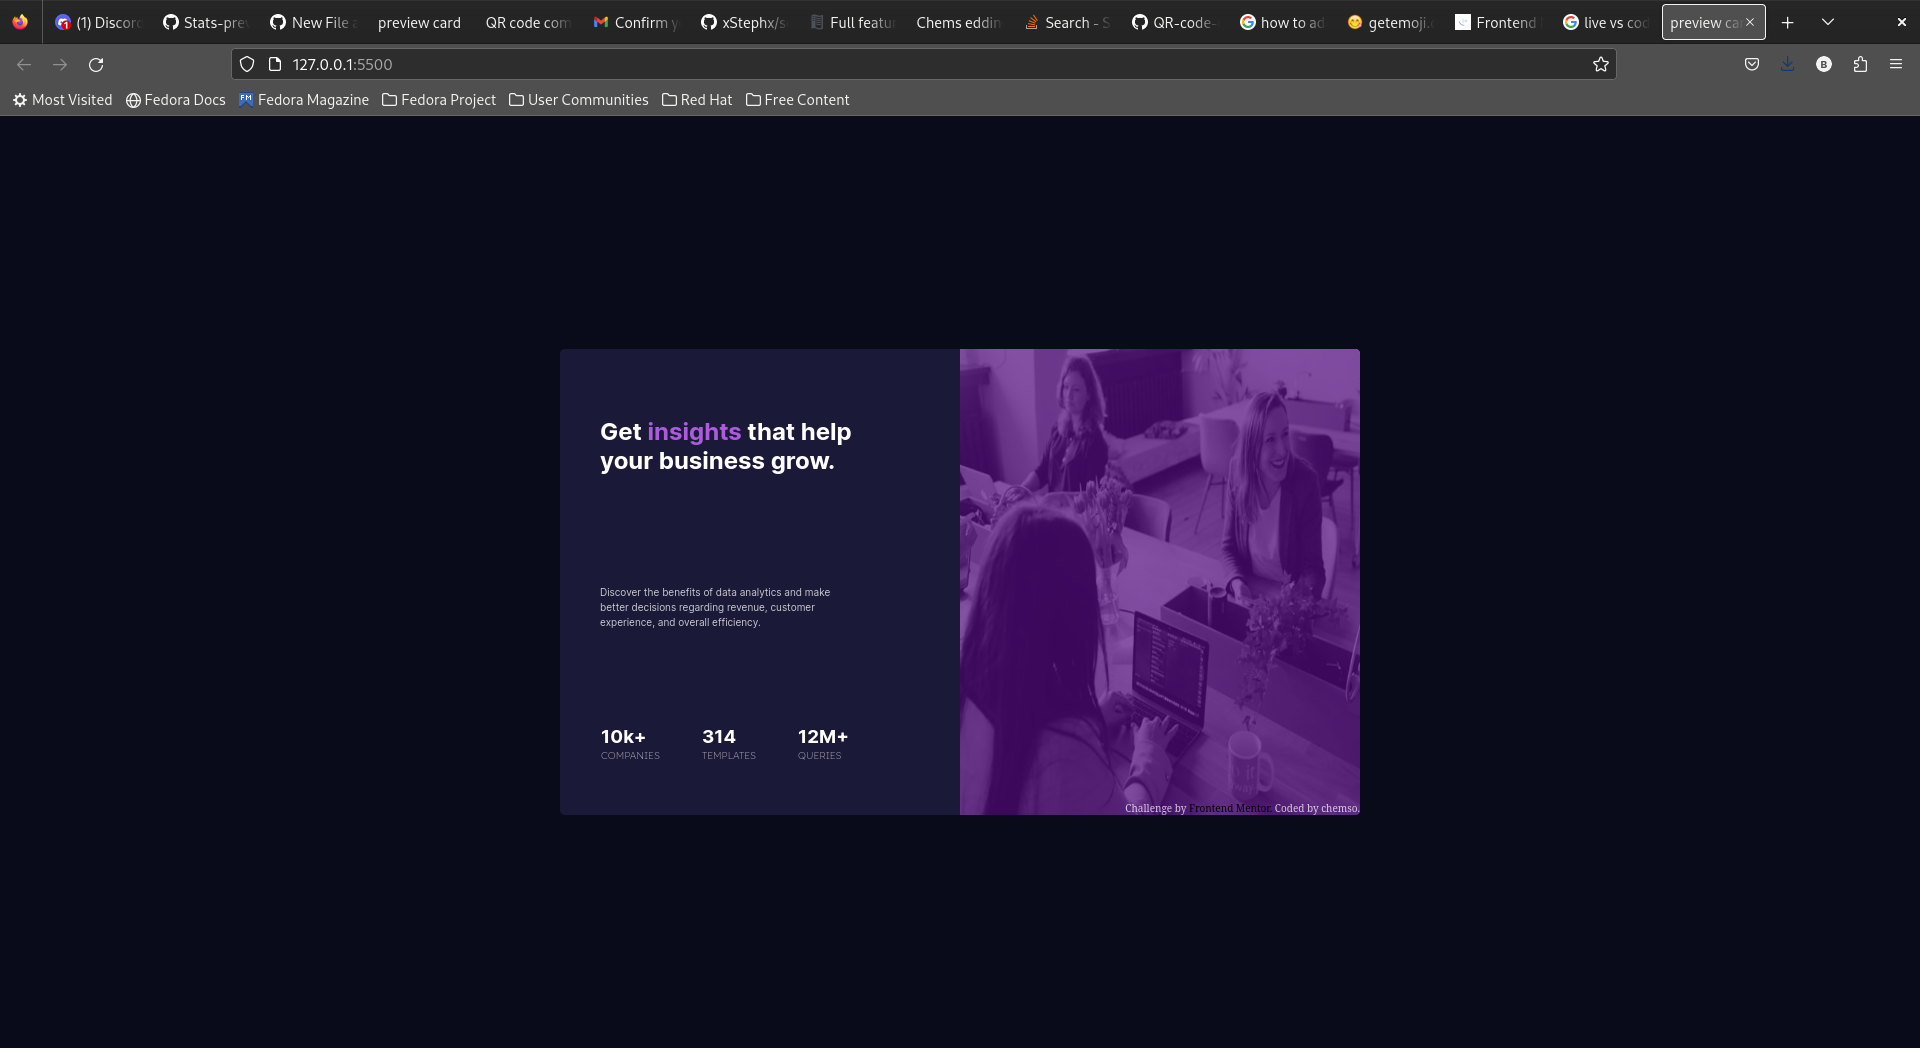 (1) Discord
Stats-prev
New File
preview card
QR code com
Confirm y
xStephx/s
Full featu
Chems eddin
Search - S
QR-code-
how to ad
getemoji.
Frontend
live vs cod
preview ca
127.0.0.1:5500
B
Most Visited
Fedora Docs
Fedora Magazine
Fedora Project
User Communities
Red Hat
Free Content
Get insights that help
your business grow.
Discover the benefits of data analytics and make
better decisions regarding revenue, customer
experience, and overall efficiency.
10k+ 314 12M+
COMPANIES TEMPLATES QUERIES
Challenge by Frontend Mentor. Coded by chemso.